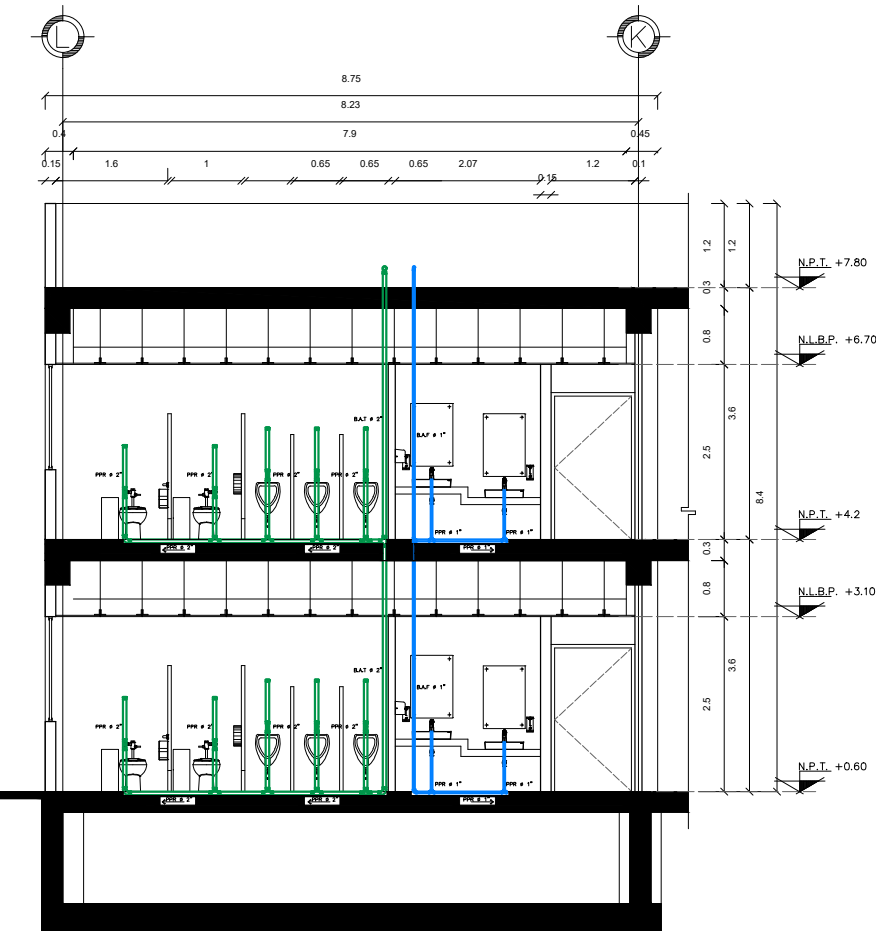 L K
8.75
8.23
0.4 7.9 0.45
0.15 1.6 1 0.65 0.65 0.65 2.07 1.2 0.1
0.15
1.2 1.2
N.P.T. +7.80
0.3
0.8
N.L.B.P. +6.70
B.A.T ø 2"
3.6
B.A.F ø 1"
2.5
PPR ø 2" PPR ø 2" PPR ø 2" PPR ø 2"
8.4
N.P.T. +4.2
PPR ø 1" PPR ø 1"
PPR ø 2" PPR ø 2" PPR ø 1"
0.3
0.8
N.L.B.P. +3.10
B.A.T ø 2"
3.6
B.A.F ø 1"
2.5
PPR ø 2" PPR ø 2" PPR ø 2" PPR ø 2"
N.P.T. +0.60
PPR ø 1" PPR ø 1"
PPR ø 2" PPR ø 2" PPR ø 1"